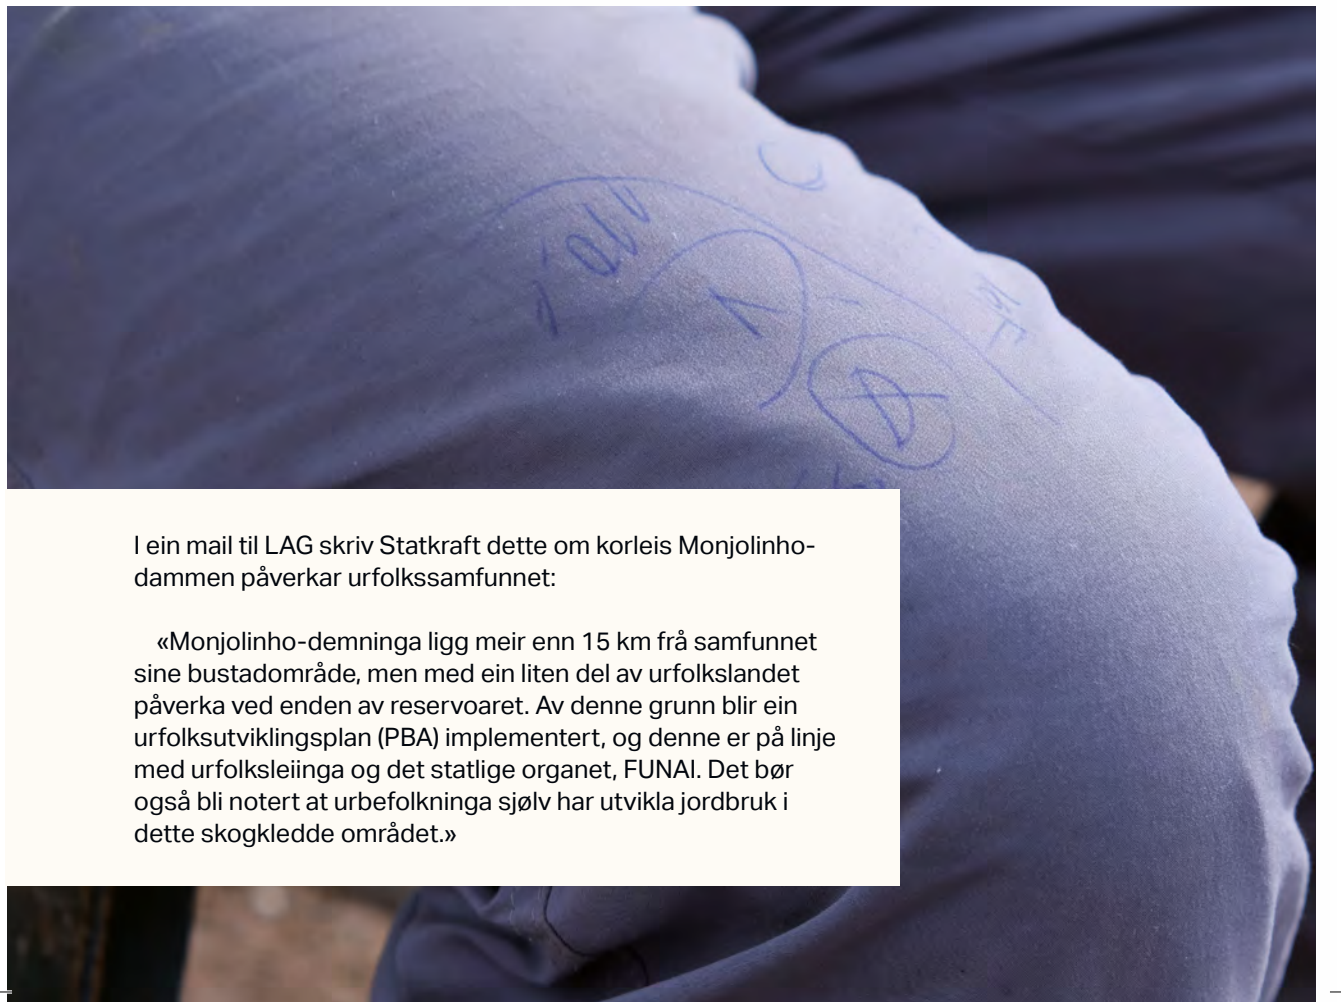 I ein mail til LAG skriv Statkraft dette om korleis Monjolinho-
dammen påverkar urfolkssamfunnet:
«Monjolinho-demninga ligg meir enn 15 km frå samfunnet
sine bustadområde, men med ein liten del av urfolkslandet
påverka ved enden av reservoaret. Av denne grunn blir ein
urfolksutviklingsplan (PBA) implementert, og denne er på linje
med urfolksleiinga og det statlige organet, FUNAI. Det bør
også bli notert at urbefolkninga sjølv har utvikla jordbruk i
dette skogkledde området.»